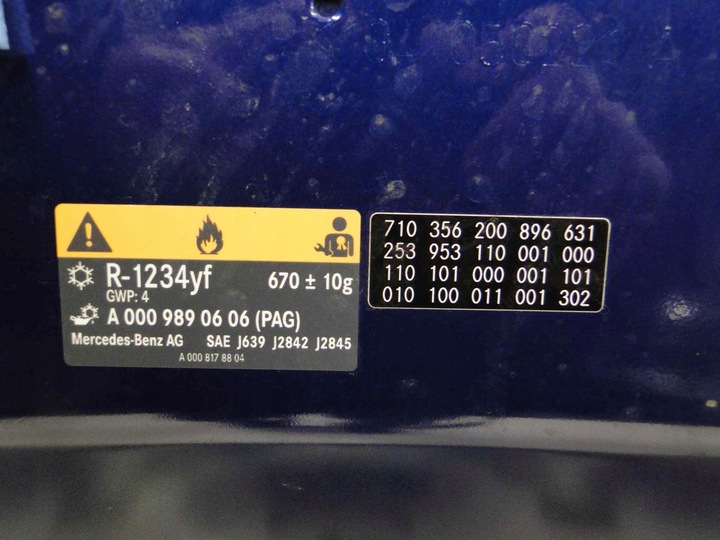 R-1234yf 670 ± 10g
GWP: 4
A 000 989 06 06 (PAG)
Mercedes-Benz AG SAE J639 J2842 J2845
A 000 817 88 04
710 356 200 896 631
253 953 110 001 000
110 101 000 001 101
010 100 011 001 302